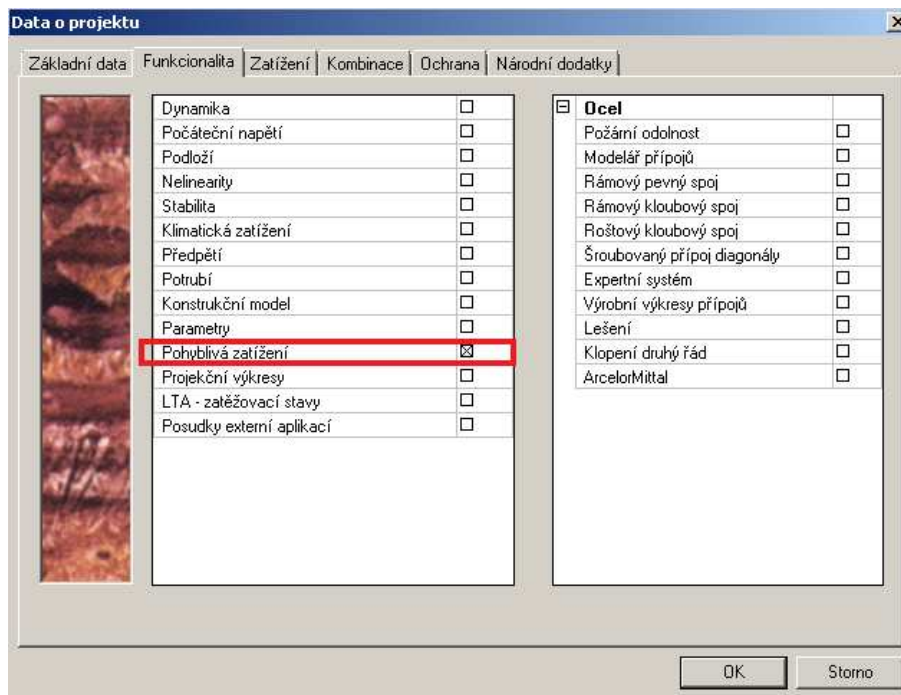 Data o projektu
Základní data Funkcionalita Zatížení Kombinace Ochrana Národní dodatky
Dynamika
Počáteční napětí
Podloží
Nelinearity
Stabilita
Klimatická zatížení
Předpětí
Potrubí
Konstrukční model
Parametry
Pohyblivá zatížení
Projekční výkresy
LTA - zatěžovací stavy
Posudky externí aplikací
Ocel
Požární odolnost
Modelář přípojů
Rámový pevný spoj
Rámový kloubový spoj
Roštový kloubový spoj
Šroubovaný přípoj diagonály
Expertní systém
Výrobní výkresy přípojů
Lešení
Klopení druhý řád
ArcelorMittal
OK Storno